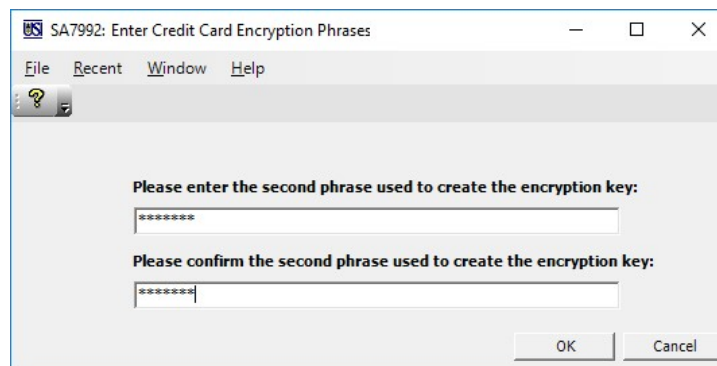 SA7992: Enter Credit Card Encryption Phrases
File Recent Window Help
Please enter the second phrase used to create the encryption key:
*******
Please confirm the second phrase used to create the encryption key:
*******
OK Cancel